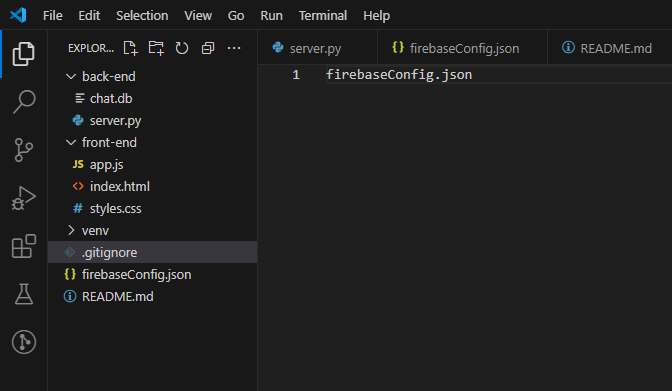 File Edit Selection View Go Run Terminal Help
EXPLOR... ···
server.py firebaseConfig.json README.md
back-end
chat.db
server.py
front-end
JS app.js
<> index.html
# styles.css
venv
.gitignore
{} firebaseConfig.json
README.md
1 firebaseConfig.json